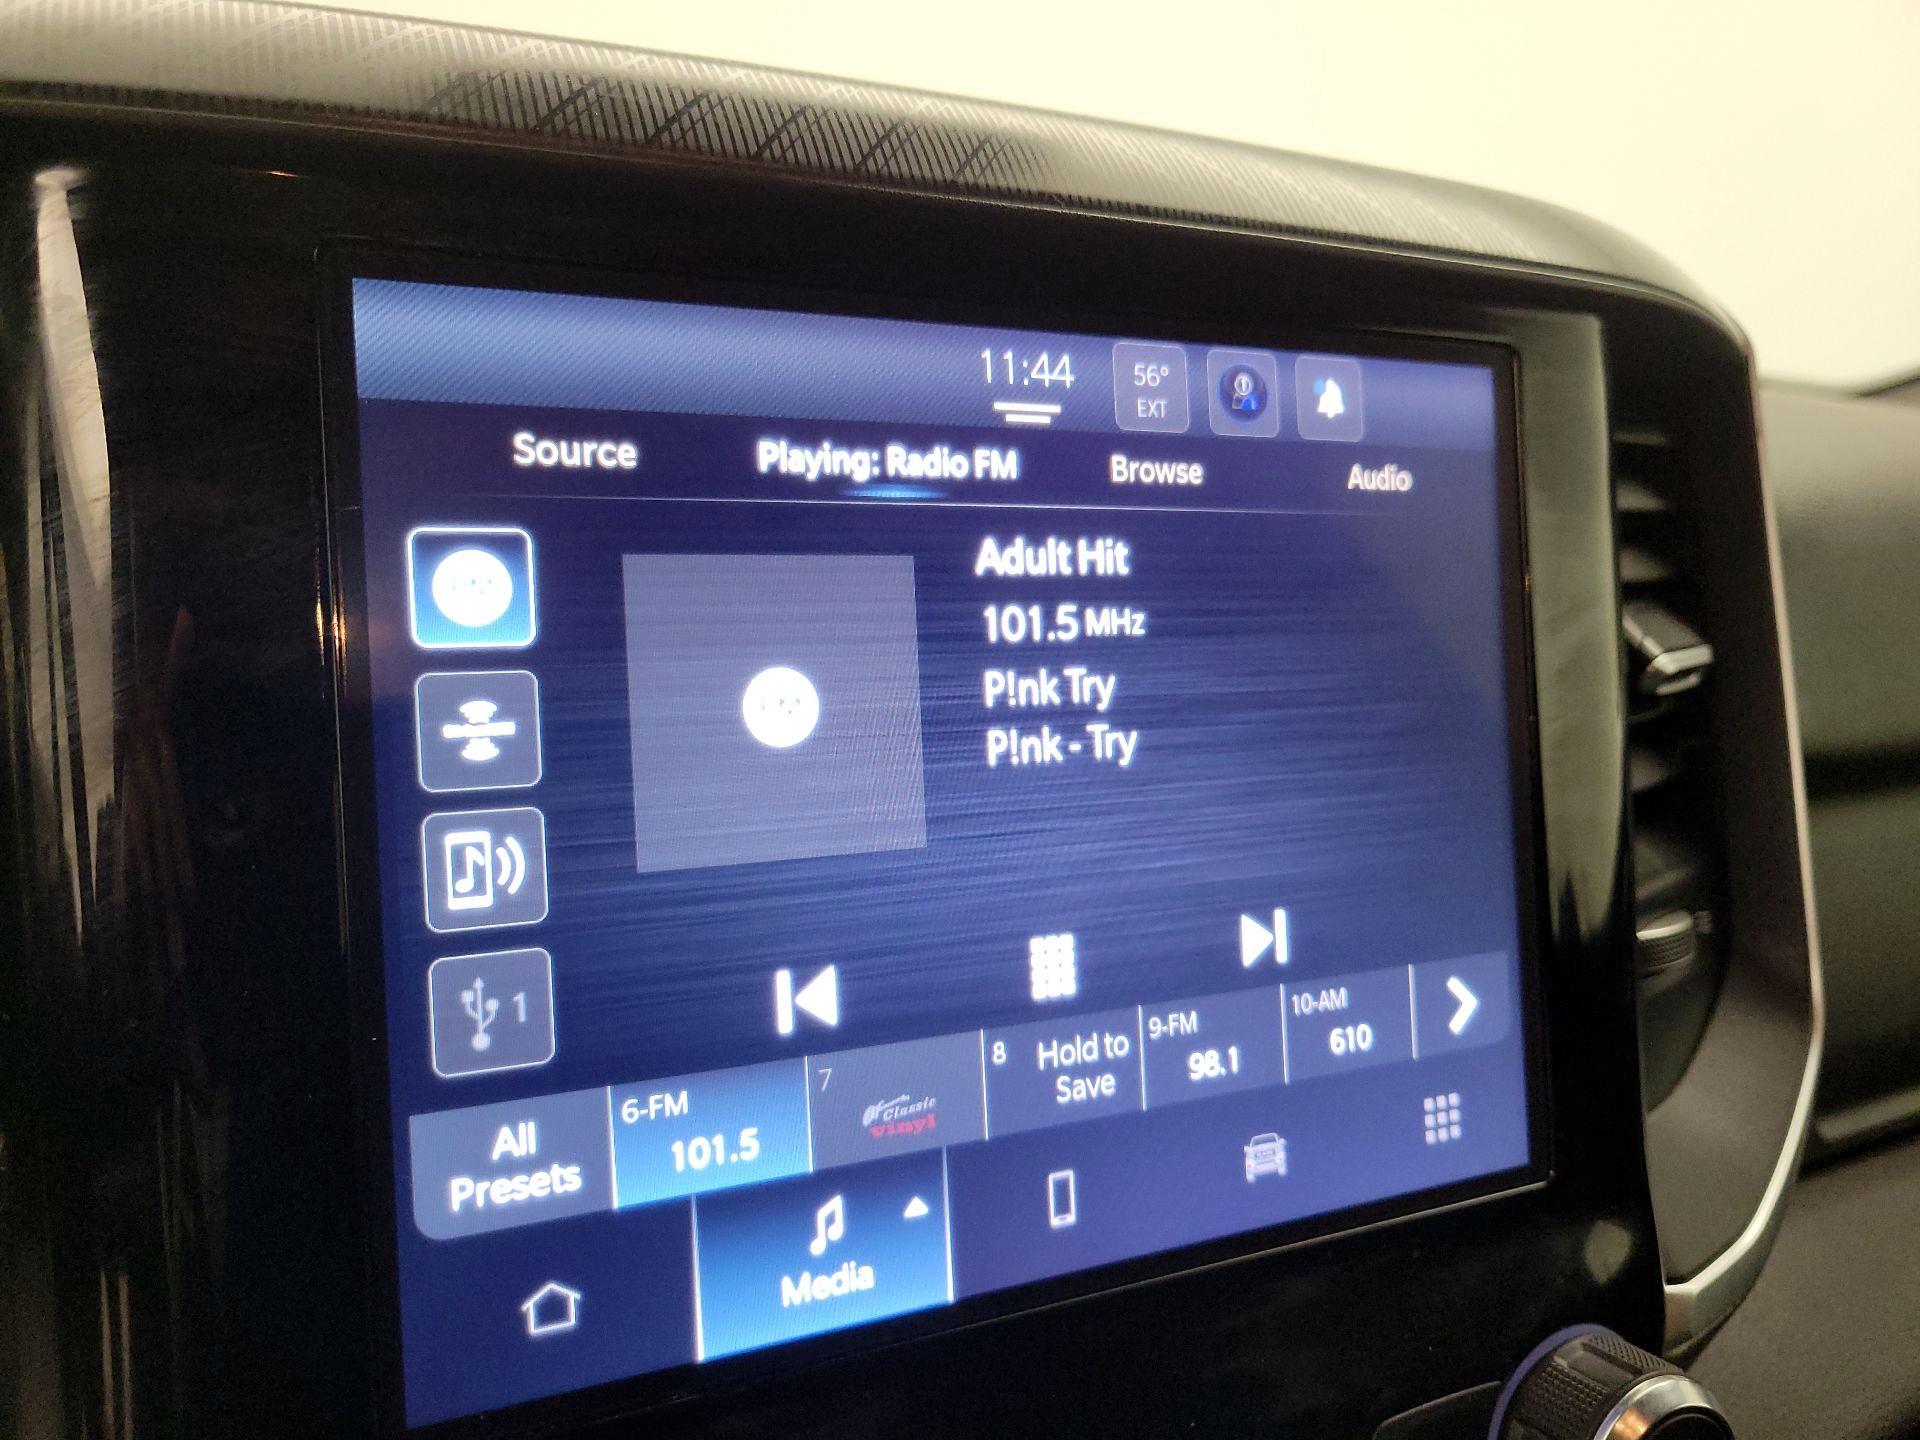 11:44
56°
EXT
Source
Playing: Radio FM
Browse
Audio
Adult Hit
101.5 MHz
P!nk Try
P!nk - Try
1
All
Presets
6-FM
101.5
7
Classic
vinyl
8
Hold to
Save
9-FM
98.1
10-AM
610
Media